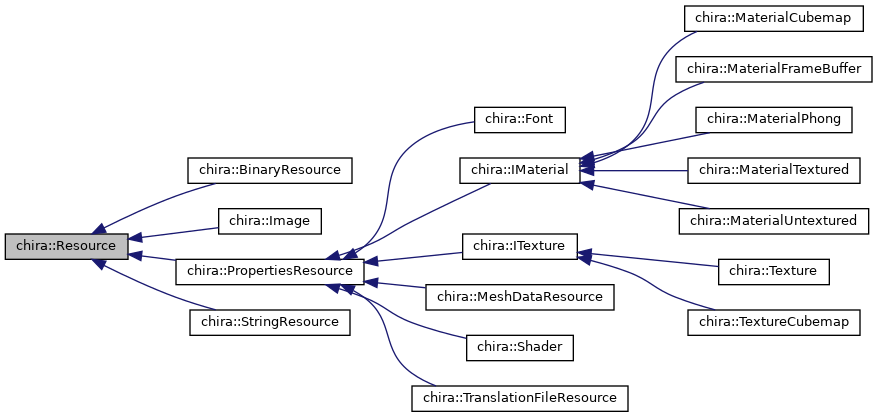 chira::MaterialCubemap
chira::MaterialFrameBuffer
chira::Font
chira::MaterialPhong
chira::BinaryResource
chira::IMaterial
chira::MaterialTextured
chira::Image
chira::MaterialUntextured
chira::Resource
chira::ITexture
chira::PropertiesResource
chira::Texture
chira::MeshDataResource
chira::StringResource
chira::TextureCubemap
chira::Shader
chira::TranslationFileResource